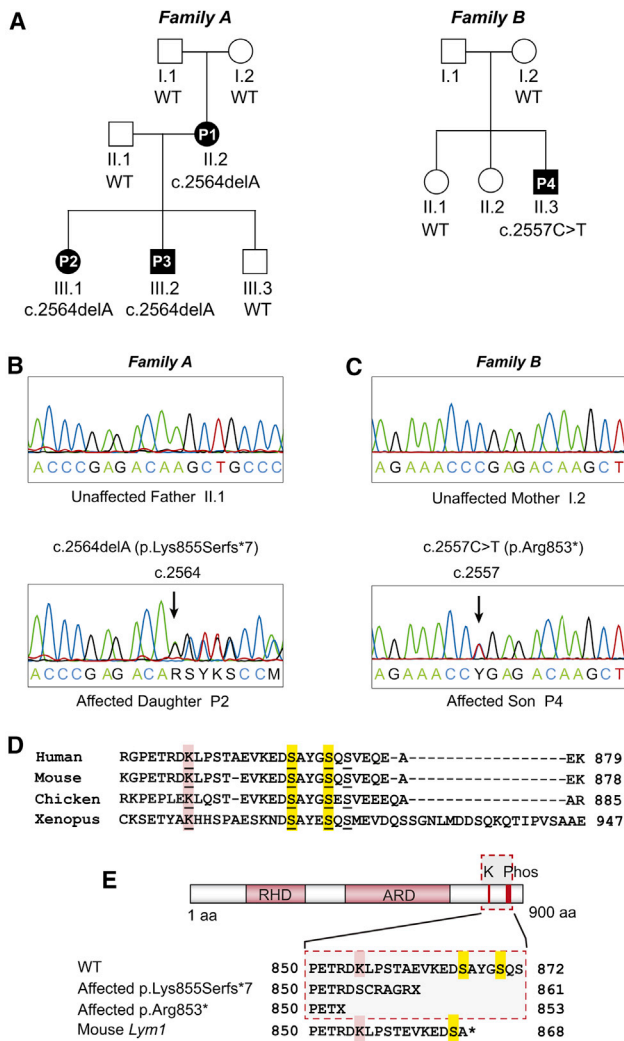 A
Family A
Family B
I.1
WT
I.2
WT
I.1
I.2
WT
P1
II.1
WT
II.2
c.2564delA
P4
II.1
WT
II.2
II.3
c.2557C>T
P2
P3
III.1
c.2564delA
III.2
c.2564delA
III.3
WT
B
Family A
ACCCGAGACAAGCTGCCC
Unaffected Father II.1
c.2564delA (p.Lys855Serfs*7)
c.2564
ACCCGAGACARSYKSCCM
Affected Daughter P2
C
Family B
AGAAACCCGAGACAAGCT
Unaffected Mother I.2
c.2557C>T (p.Arg853*)
c.2557
AGAAACCYGAGACAAGCT
Affected Son P4
D
Human RGPETRDKLPSTAEVKEDSAYGSQSVEQE-A--------------------EK 879
Mouse KGPETRDKLPST-EVKEDSAYGSQSVEQE-A--------------------EK 878
Chicken RKPEPLEKLQST-EVKEDSAYGSESVEEEQA--------------------AR 885
Xenopus CKSETYAKHHSPAESKNDSAYESQSMEVDQSSGNLMDDSQKQTIPVSAAE 947
E
K Phos
RHD ARD
1 aa 900 aa
WT 850 PETRDKLPSTAEVKEDSAYGSQS 872
Affected p.Lys855Serfs*7 850 PETRDSCRAGRX 861
Affected p.Arg853* 850 PETX 853
Mouse Lym1 850 PETRDKLPSTEVKEDSA* 868